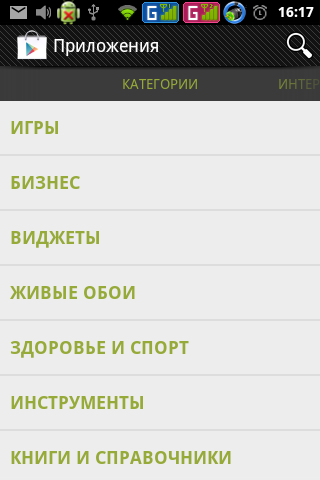 16:17
Приложения
КАТЕГОРИИ
ИНТЕР
ИГРЫ
БИЗНЕС
ВИДЖЕТЫ
ЖИВЫЕ ОБОИ
ЗДОРОВЬЕ И СПОРТ
ИНСТРУМЕНТЫ
КНИГИ И СПРАВОЧНИКИ